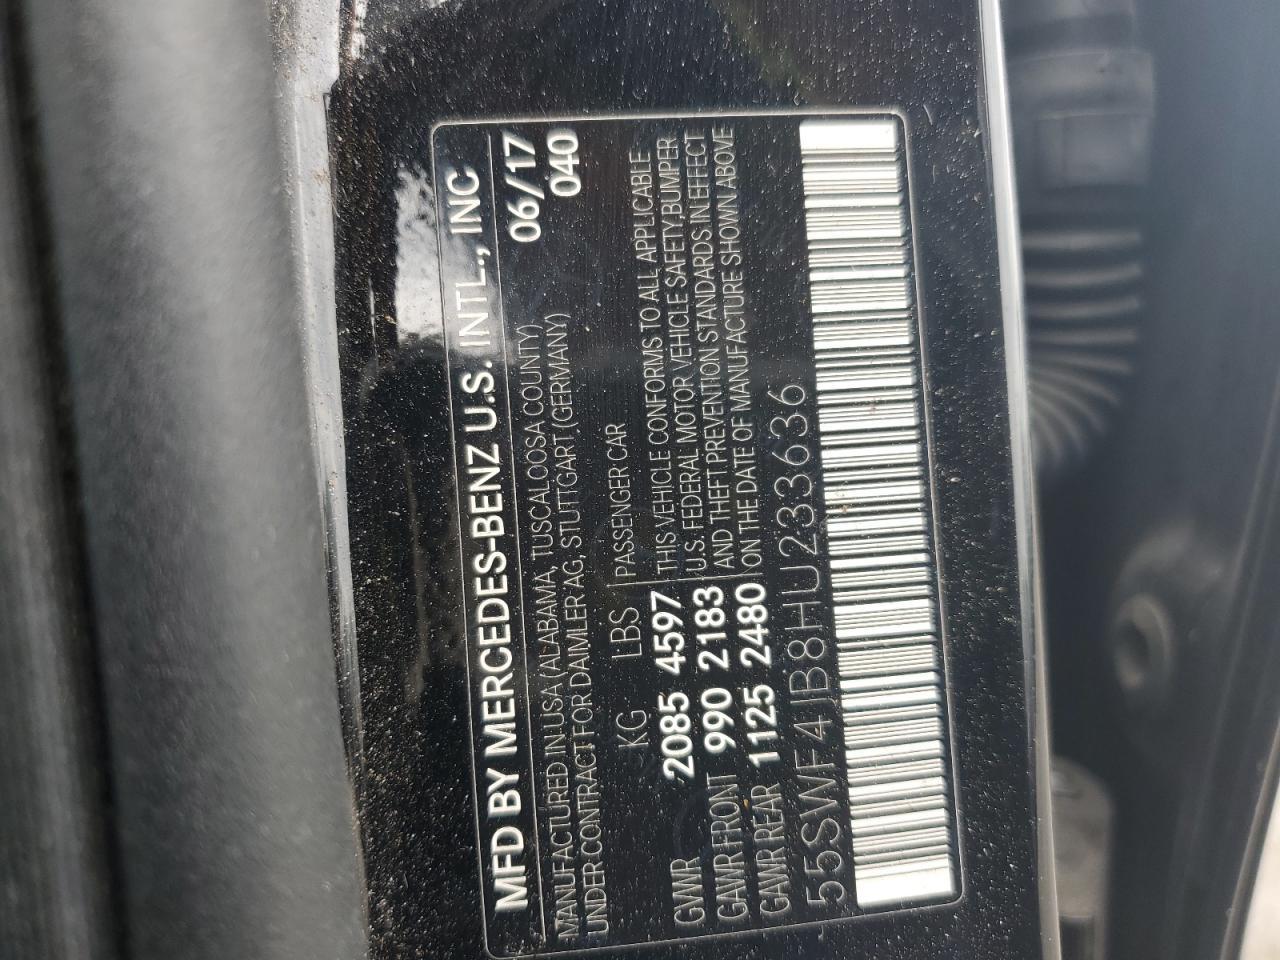 MFD BY MERCEDES-BENZ U.S. INTL., INC
MANUFACTURED IN USA (ALABAMA, TUSCALOOSA COUNTY) 06/17
UNDER CONTRACT FOR DAIMLER AG, STUTTGART (GERMANY) 040
KG LBS PASSENGER CAR
GWR 2085 4597 THIS VEHICLE CONFORMS TO ALL APPLICABLE
U.S. FEDERAL MOTOR VEHICLE SAFETY,BUMPER
GAWR FRONT 990 2183 AND THEFT PREVENTION STANDARDS IN EFFECT
GAWR REAR 1125 2480 ON THE DATE OF MANUFACTURE SHOWN ABOVE
55SWF4JB8HU233636